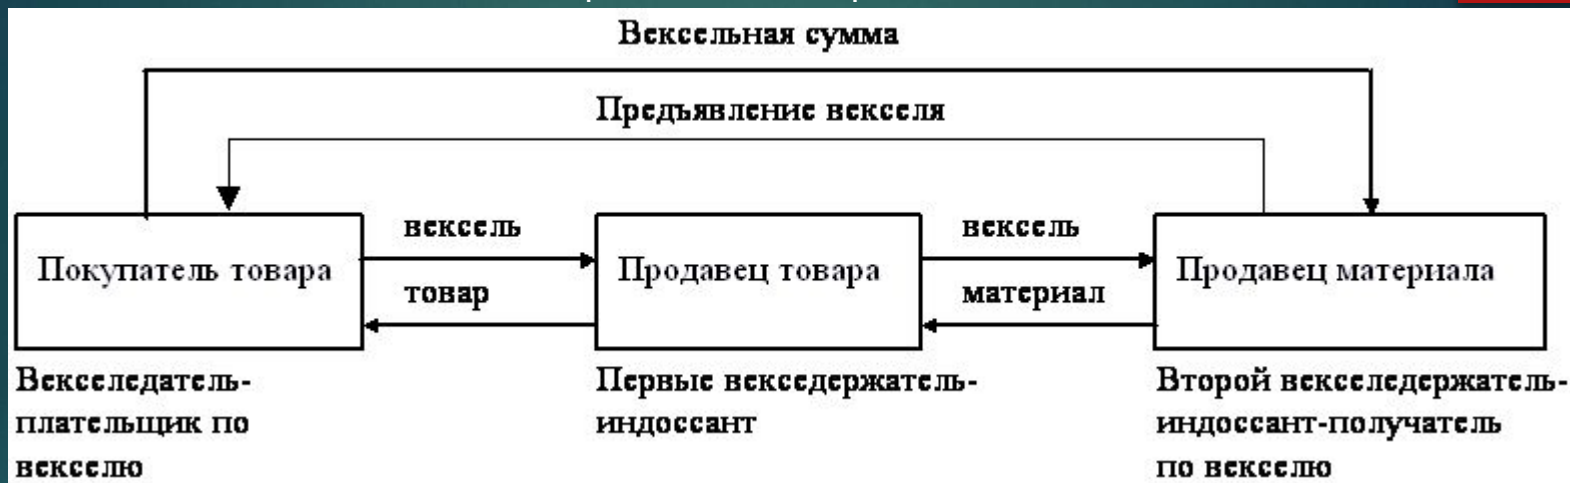 Вексельная сумма
Предъявление векселя
вексель
вексель
Покупатель товара
Продавец товара
Продавец материала
товар
материал
Векселедатель-
плательщик по
векселю
Первые векседержатель-
индоссант
Второй векселедержатель-
индоссант-получатель
по векселю